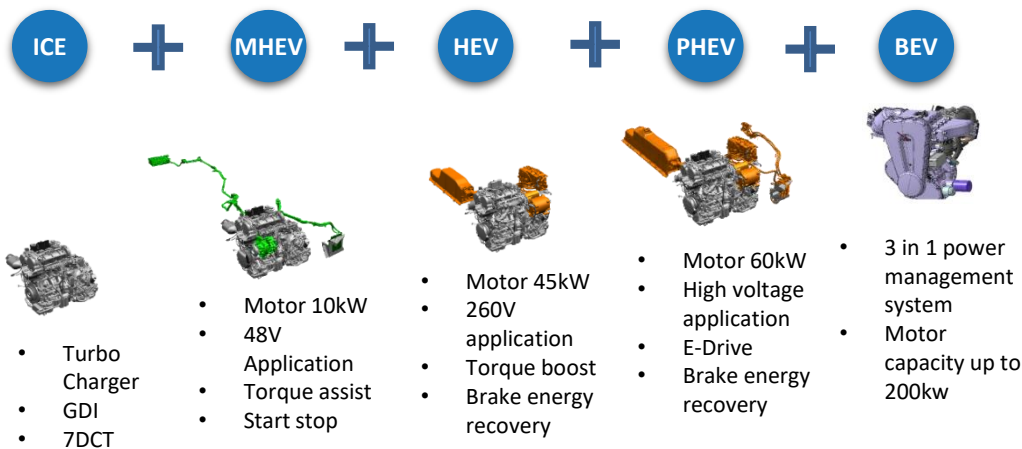 ICE
MHEV
HEV
PHEV
BEV
• Turbo
Charger
• GDI
• 7DCT
• Motor 10kW
• 48V
Application
• Torque assist
• Start stop
• Motor 45kW
• 260V
application
• Torque boost
• Brake energy
recovery
• Motor 60kW
• High voltage
application
• E-Drive
• Brake energy
recovery
• 3 in 1 power
management
system
• Motor
capacity up to
200kw